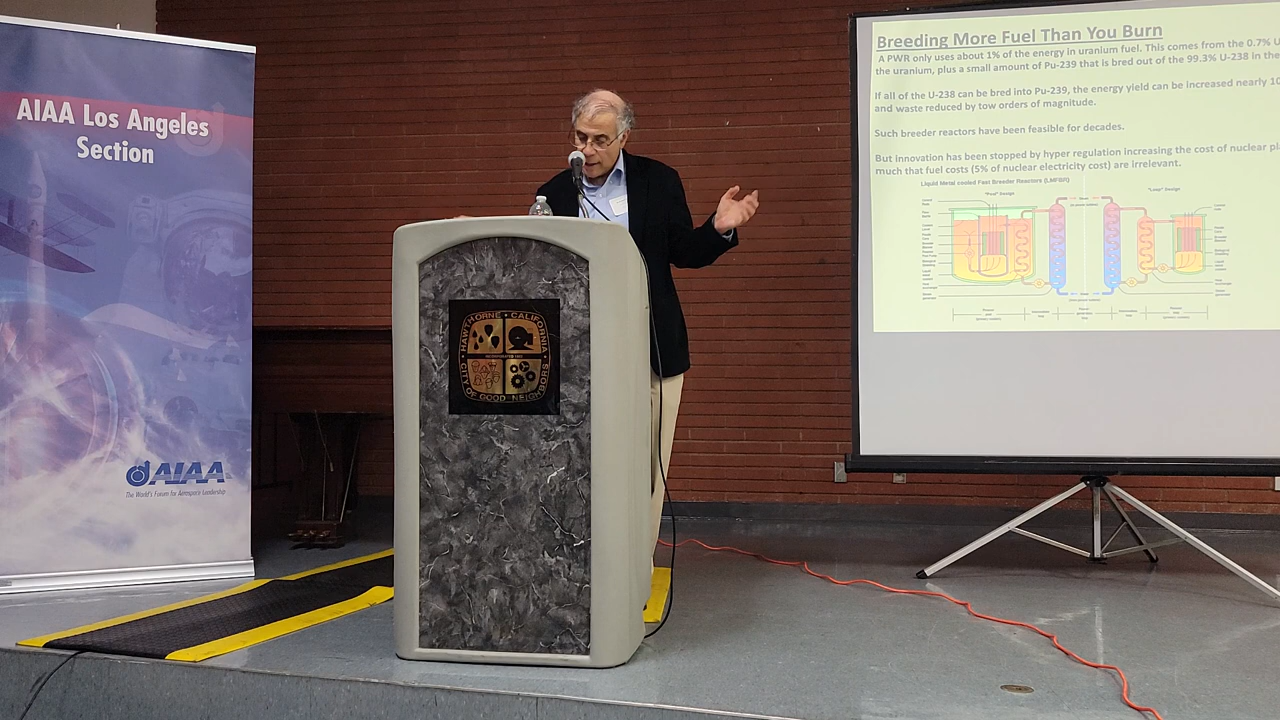 AIAA Los Angeles
Section
AIAA
The World's Forum for Aerospace Leadership
HAWTHORNE • CALIFORNIA
INCORPORATED 1922
CITY OF GOOD NEIGHBORS
Breeding More Fuel Than You Burn
A PWR only uses about 1% of the energy in uranium fuel. This comes from the 0.7% U
the uranium, plus a small amount of Pu-239 that is bred out of the 99.3% U-238 in the
If all of the U-238 can be bred into Pu-239, the energy yield can be increased nearly 10
and waste reduced by tow orders of magnitude.
Such breeder reactors have been feasible for decades.
But innovation has been stopped by hyper regulation increasing the cost of nuclear pl
much that fuel costs (5% of nuclear electricity cost) are irrelevant.
Liquid Metal cooled Fast Breeder Reactors (LMFBR)
"Pool" Design
"Loop" Design